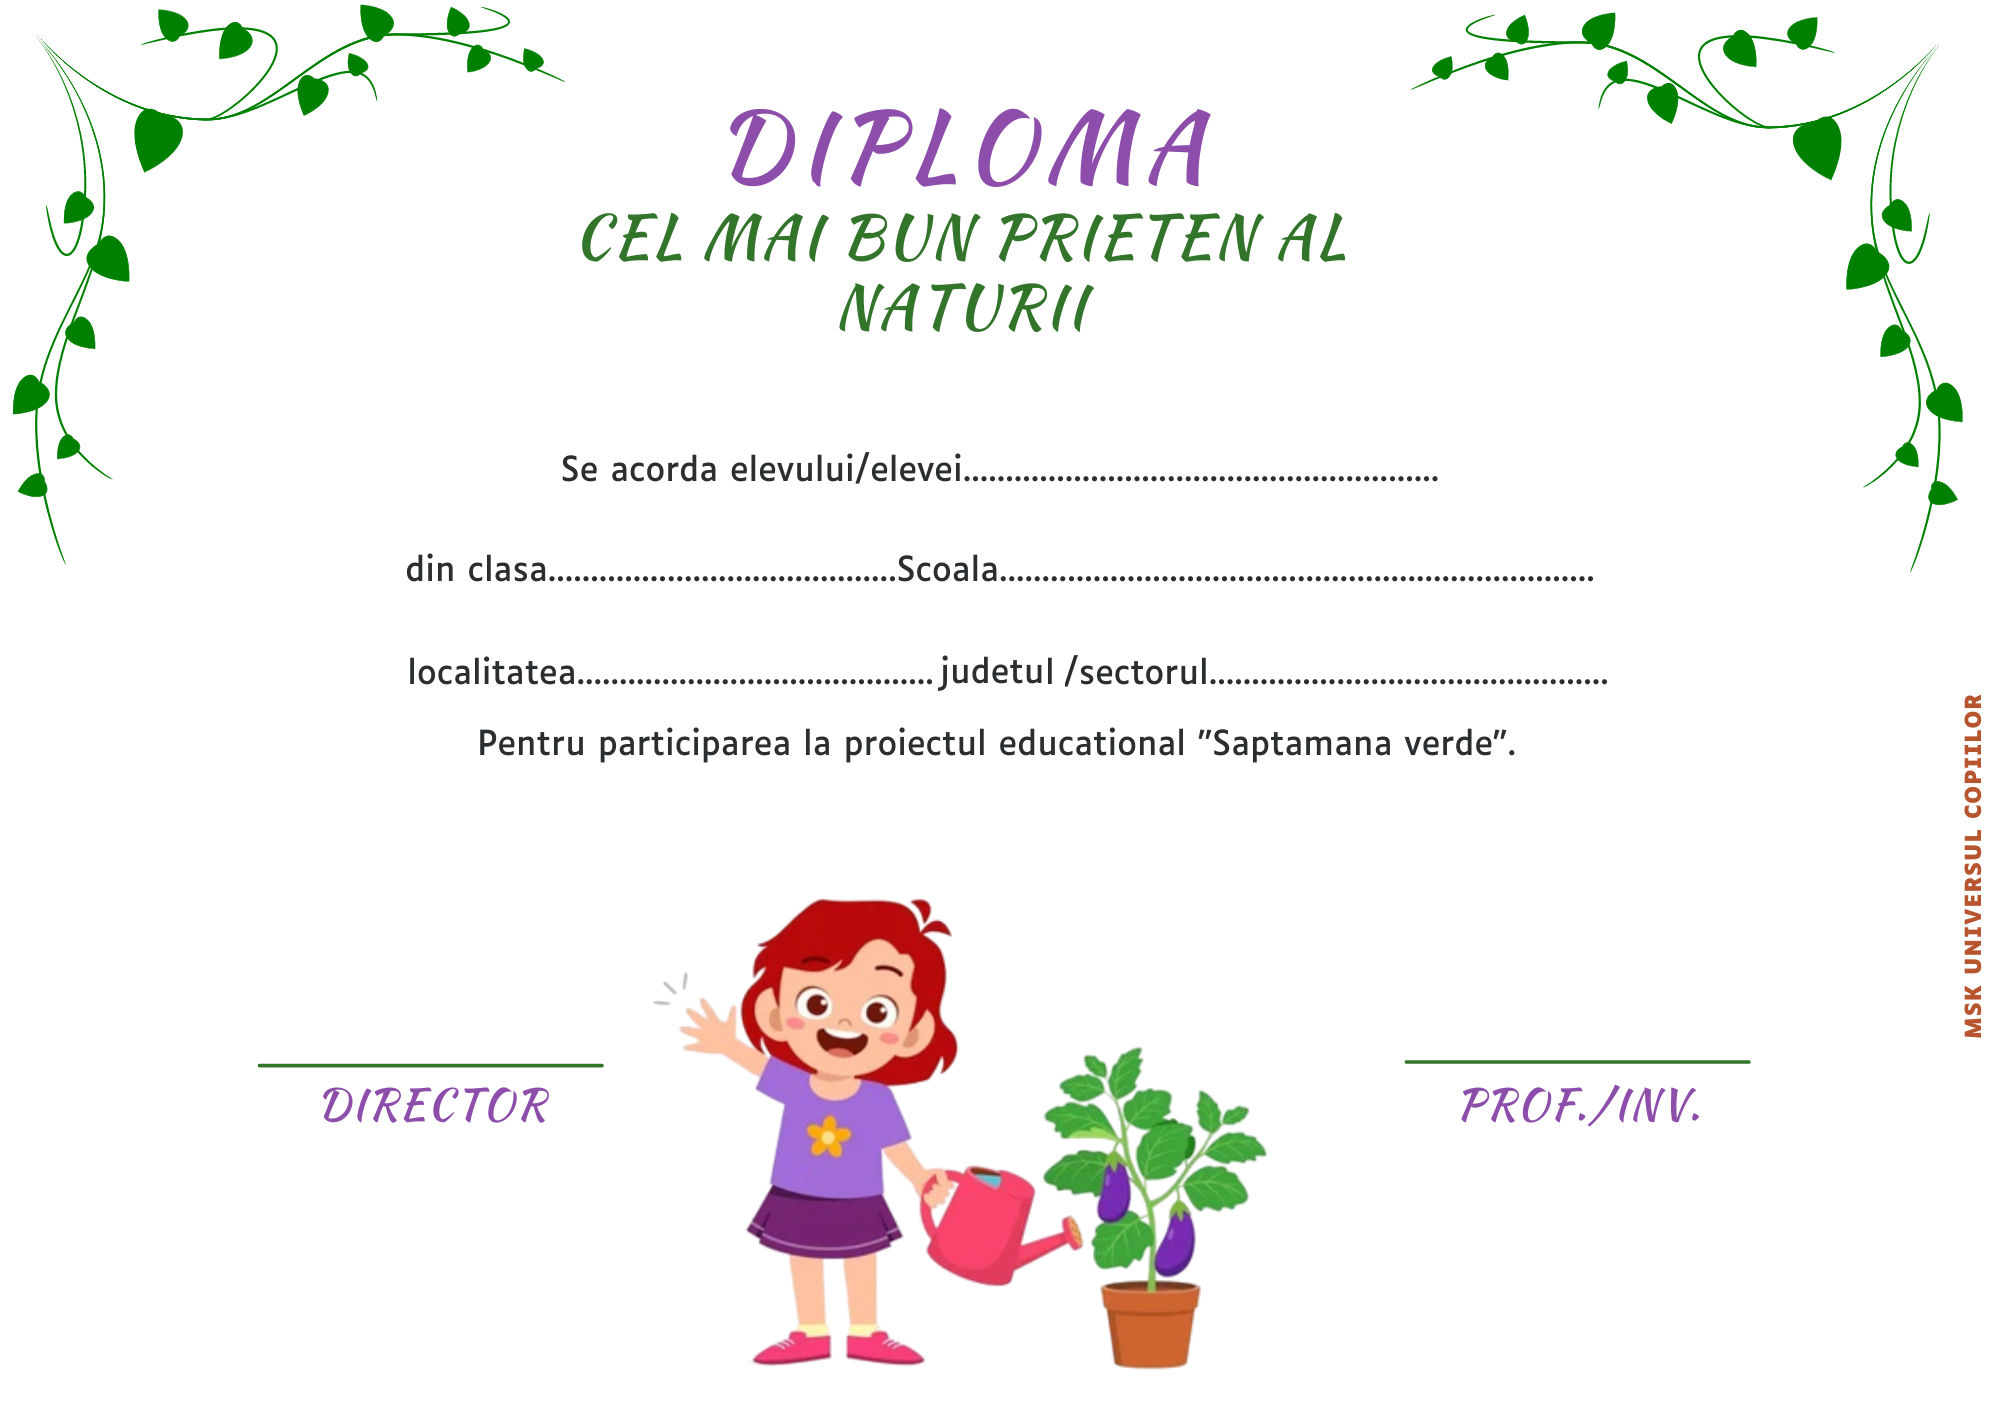 DIPLOMA
CEL MAI BUN PRIETEN AL
NATURII
Se acorda elevului/elevei........................................................
din clasa.........................................Scoala......................................................................
localitatea.......................................... judetul /sectorul...............................................
Pentru participarea la proiectul educational "Saptamana verde".
MSK UNIVERSUL COPIILOR
DIRECTOR
PROF./INV.